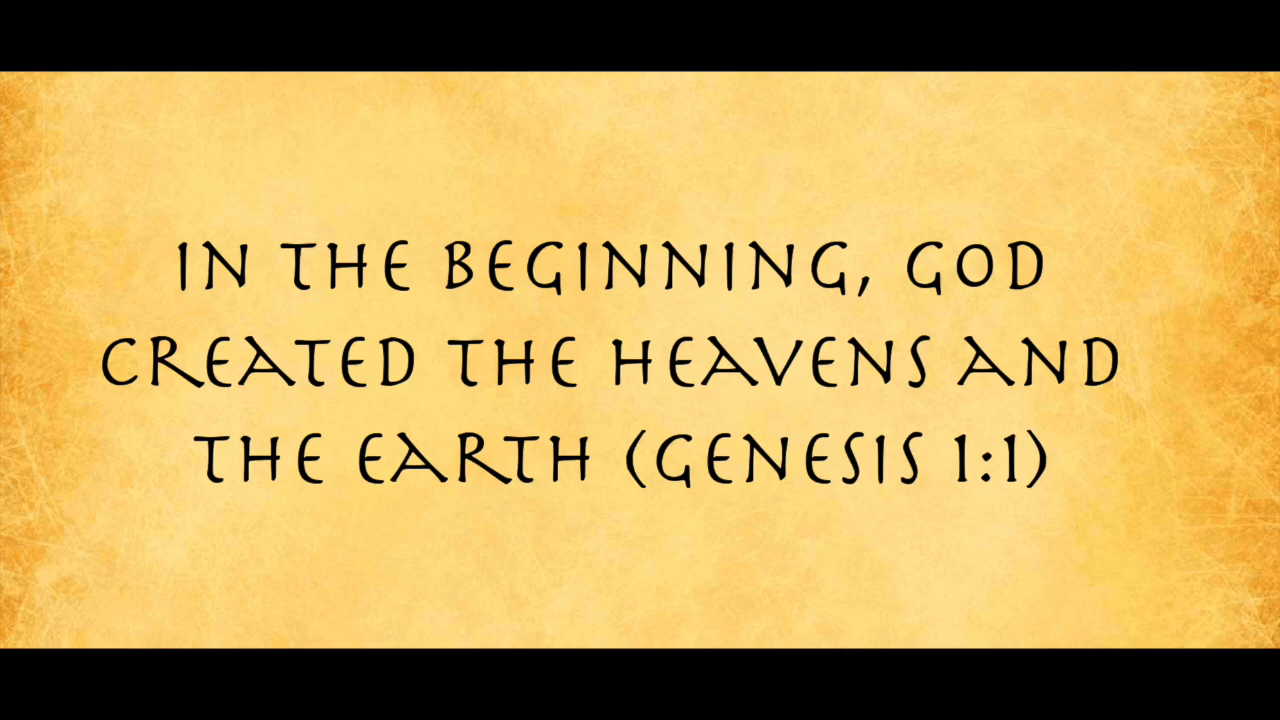 IN THE BEGINNING, GOD
CREATED THE HEAVENS AND
THE EARTH (GENESIS 1:1)